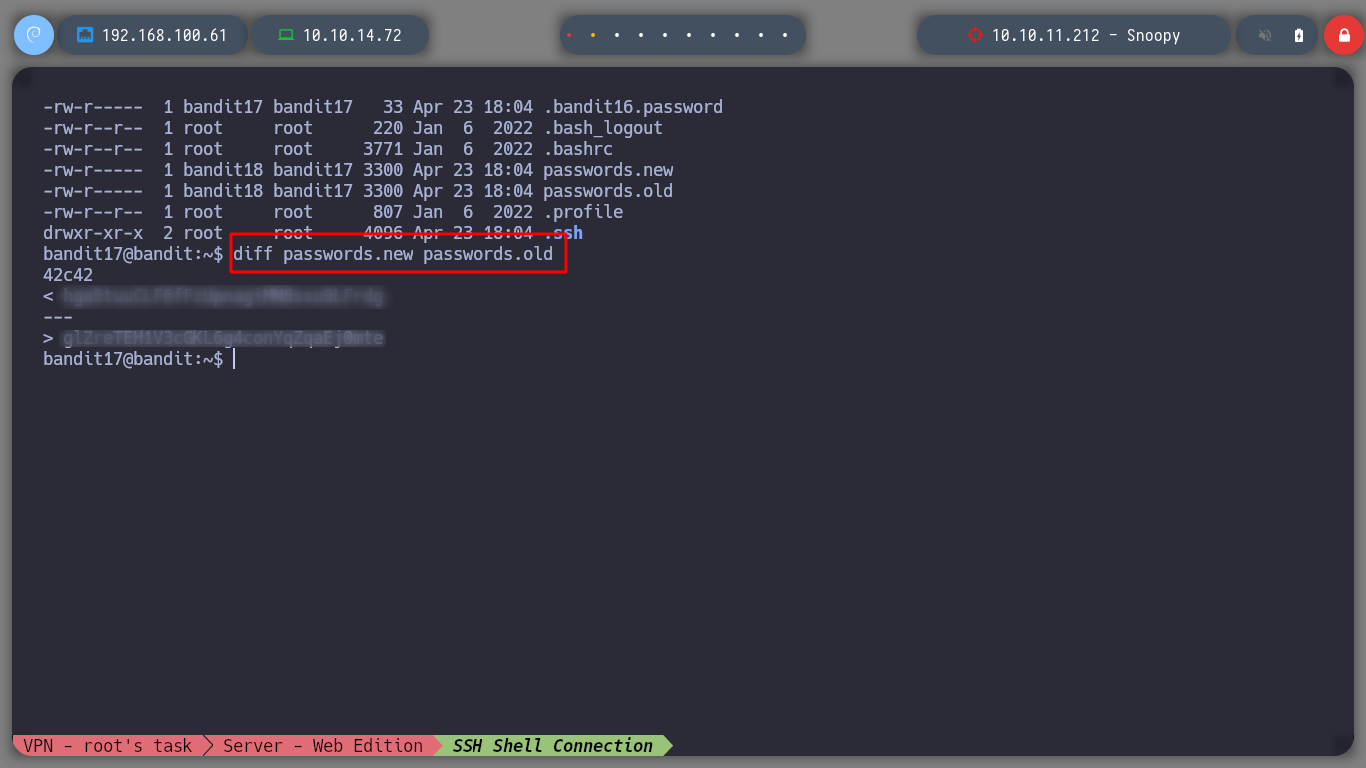 192.168.100.61 10.10.14.72 10.10.11.212 - Snoopy
-rw-r----- 1 bandit17 bandit17 33 Apr 23 18:04 .bandit16.password
-rw-r--r-- 1 root root 220 Jan 6 2022 .bash_logout
-rw-r--r-- 1 root root 3771 Jan 6 2022 .bashrc
-rw-r----- 1 bandit18 bandit17 3300 Apr 23 18:04 passwords.new
-rw-r----- 1 bandit18 bandit17 3300 Apr 23 18:04 passwords.old
-rw-r--r-- 1 root root 807 Jan 6 2022 .profile
drwxr-xr-x 2 root root 4096 Apr 23 18:04 .ssh
bandit17@bandit:~$ diff passwords.new passwords.old
42c42
<
---
>
bandit17@bandit:~$
VPN - root's task Server - Web Edition SSH Shell Connection